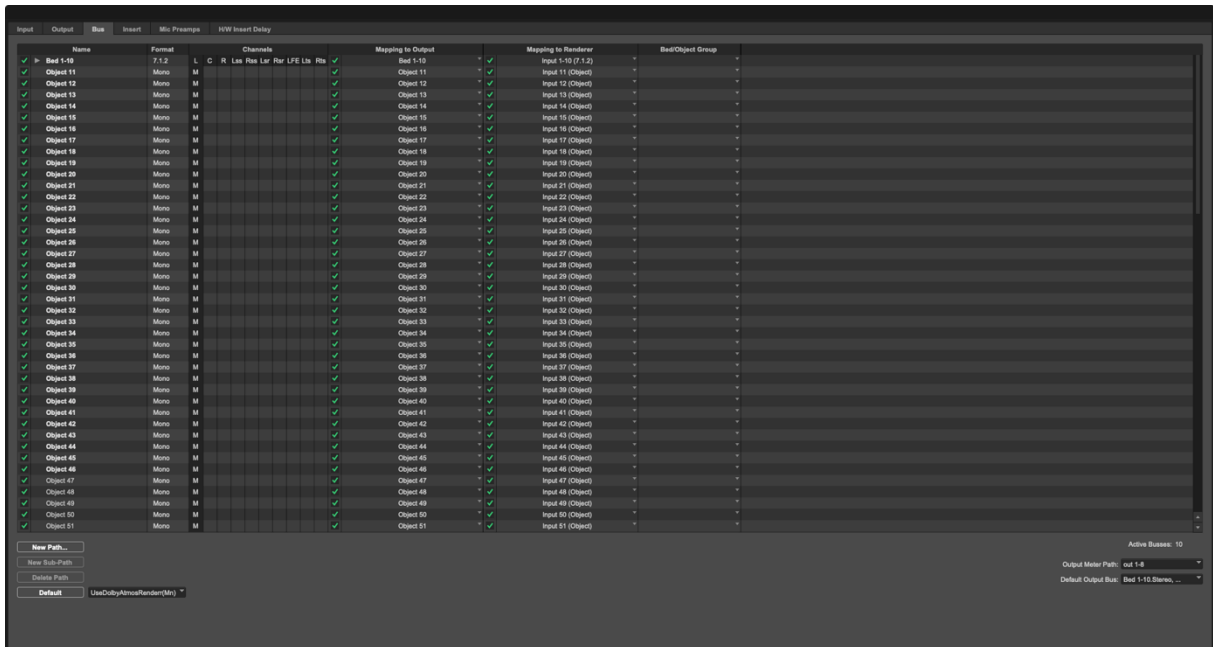 Input Output Bus Insert Mic Preamps H/W Insert Delay
Name Format Channels Mapping to Output Mapping to Renderer Bed/Object Group
Bed 1-10 7.1.2 L C R Lss Rss Lsr Rsr LFE Lts Rts Bed 1-10 Input 1-10 (7.1.2)
Object 11 Mono M Object 11 Input 11 (Object)
Object 12 Mono M Object 12 Input 12 (Object)
Object 13 Mono M Object 13 Input 13 (Object)
Object 14 Mono M Object 14 Input 14 (Object)
Object 15 Mono M Object 15 Input 15 (Object)
Object 16 Mono M Object 16 Input 16 (Object)
Object 17 Mono M Object 17 Input 17 (Object)
Object 18 Mono M Object 18 Input 18 (Object)
Object 19 Mono M Object 19 Input 19 (Object)
Object 20 Mono M Object 20 Input 20 (Object)
Object 21 Mono M Object 21 Input 21 (Object)
Object 22 Mono M Object 22 Input 22 (Object)
Object 23 Mono M Object 23 Input 23 (Object)
Object 24 Mono M Object 24 Input 24 (Object)
Object 25 Mono M Object 25 Input 25 (Object)
Object 26 Mono M Object 26 Input 26 (Object)
Object 27 Mono M Object 27 Input 27 (Object)
Object 28 Mono M Object 28 Input 28 (Object)
Object 29 Mono M Object 29 Input 29 (Object)
Object 30 Mono M Object 30 Input 30 (Object)
Object 31 Mono M Object 31 Input 31 (Object)
Object 32 Mono M Object 32 Input 32 (Object)
Object 33 Mono M Object 33 Input 33 (Object)
Object 34 Mono M Object 34 Input 34 (Object)
Object 35 Mono M Object 35 Input 35 (Object)
Object 36 Mono M Object 36 Input 36 (Object)
Object 37 Mono M Object 37 Input 37 (Object)
Object 38 Mono M Object 38 Input 38 (Object)
Object 39 Mono M Object 39 Input 39 (Object)
Object 40 Mono M Object 40 Input 40 (Object)
Object 41 Mono M Object 41 Input 41 (Object)
Object 42 Mono M Object 42 Input 42 (Object)
Object 43 Mono M Object 43 Input 43 (Object)
Object 44 Mono M Object 44 Input 44 (Object)
Object 45 Mono M Object 45 Input 45 (Object)
Object 46 Mono M Object 46 Input 46 (Object)
Object 47 Mono M Object 47 Input 47 (Object)
Object 48 Mono M Object 48 Input 48 (Object)
Object 49 Mono M Object 49 Input 49 (Object)
Object 50 Mono M Object 50 Input 50 (Object)
Object 51 Mono M Object 51 Input 51 (Object)
New Path... Active Busses: 10
New Sub-Path Output Meter Path: out 1-8
Delete Path Default Output Bus: Bed 1-10.Stereo, ...
Default UseDolbyAtmosRenderr(Mn)